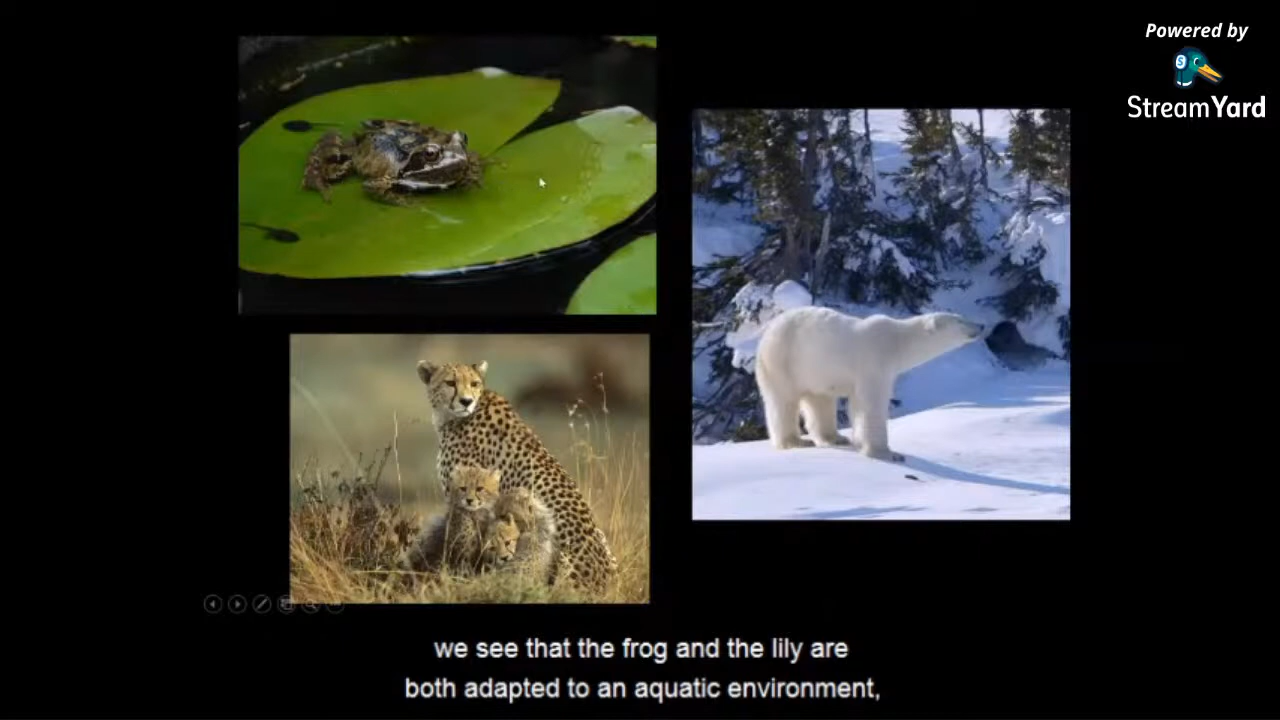 Powered by
StreamYard
we see that the frog and the lily are
both adapted to an aquatic environment,